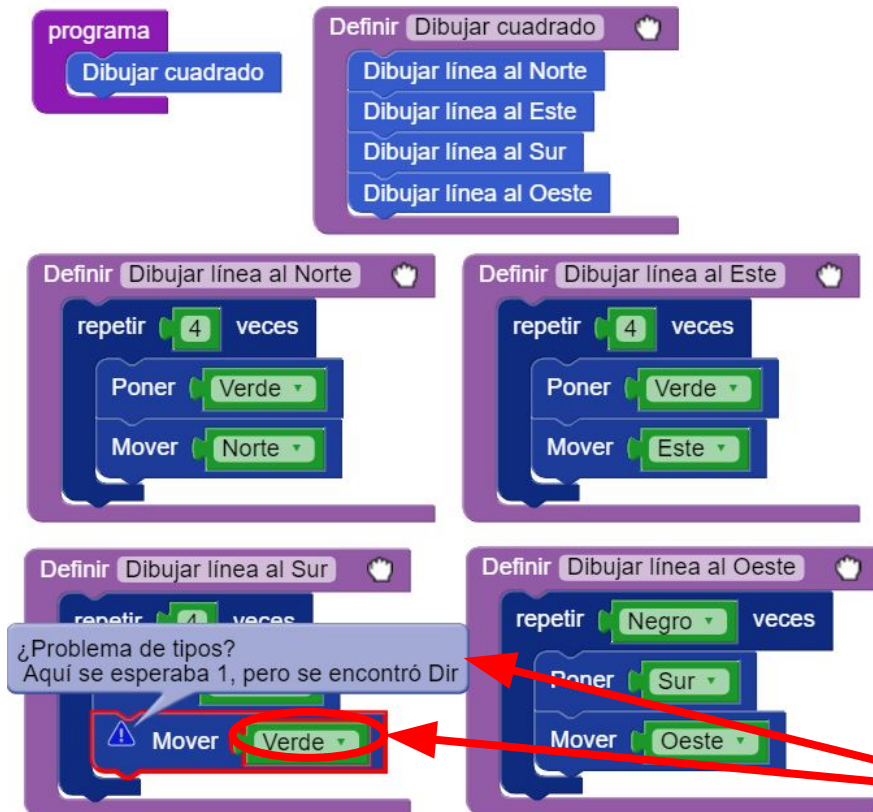 programa
Dibujar cuadrado
Definir Dibujar cuadrado
Dibujar línea al Norte
Dibujar línea al Este
Dibujar línea al Sur
Dibujar línea al Oeste
Definir Dibujar línea al Norte
repetir 4 veces
Poner Verde
Mover Norte
Definir Dibujar línea al Este
repetir 4 veces
Poner Verde
Mover Este
Definir Dibujar línea al Sur
repetir 4 veces
¿Problema de tipos?
Aquí se esperaba 1, pero se encontró Dir
Mover Verde
Definir Dibujar línea al Oeste
repetir Negro veces
Poner Sur
Mover Oeste